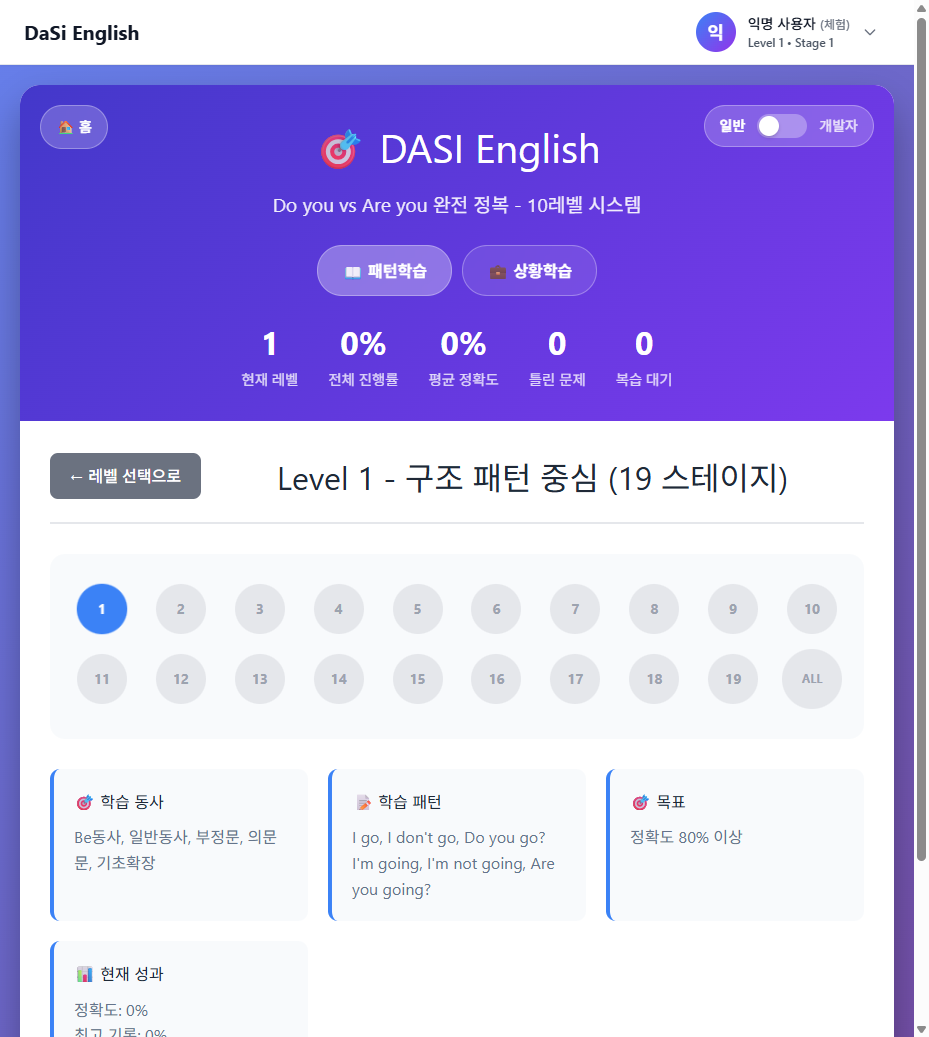 DaSi English
익
익명 사용자 (체험)
Level 1 • Stage 1
홈
일반
개발자
DASI English
Do you vs Are you 완전 정복 - 10레벨 시스템
패턴학습
상황학습
1
0%
0%
0
0
현재 레벨
전체 진행률
평균 정확도
틀린 문제
복습 대기
← 레벨 선택으로
Level 1 - 구조 패턴 중심 (19 스테이지)
1 2 3 4 5 6 7 8 9 10
11 12 13 14 15 16 17 18 19 ALL
학습 동사
Be동사, 일반동사, 부정문, 의문
문, 기초확장
학습 패턴
I go, I don't go, Do you go?
I'm going, I'm not going, Are
you going?
목표
정확도 80% 이상
현재 성과
정확도: 0%
최고 기록: 0%